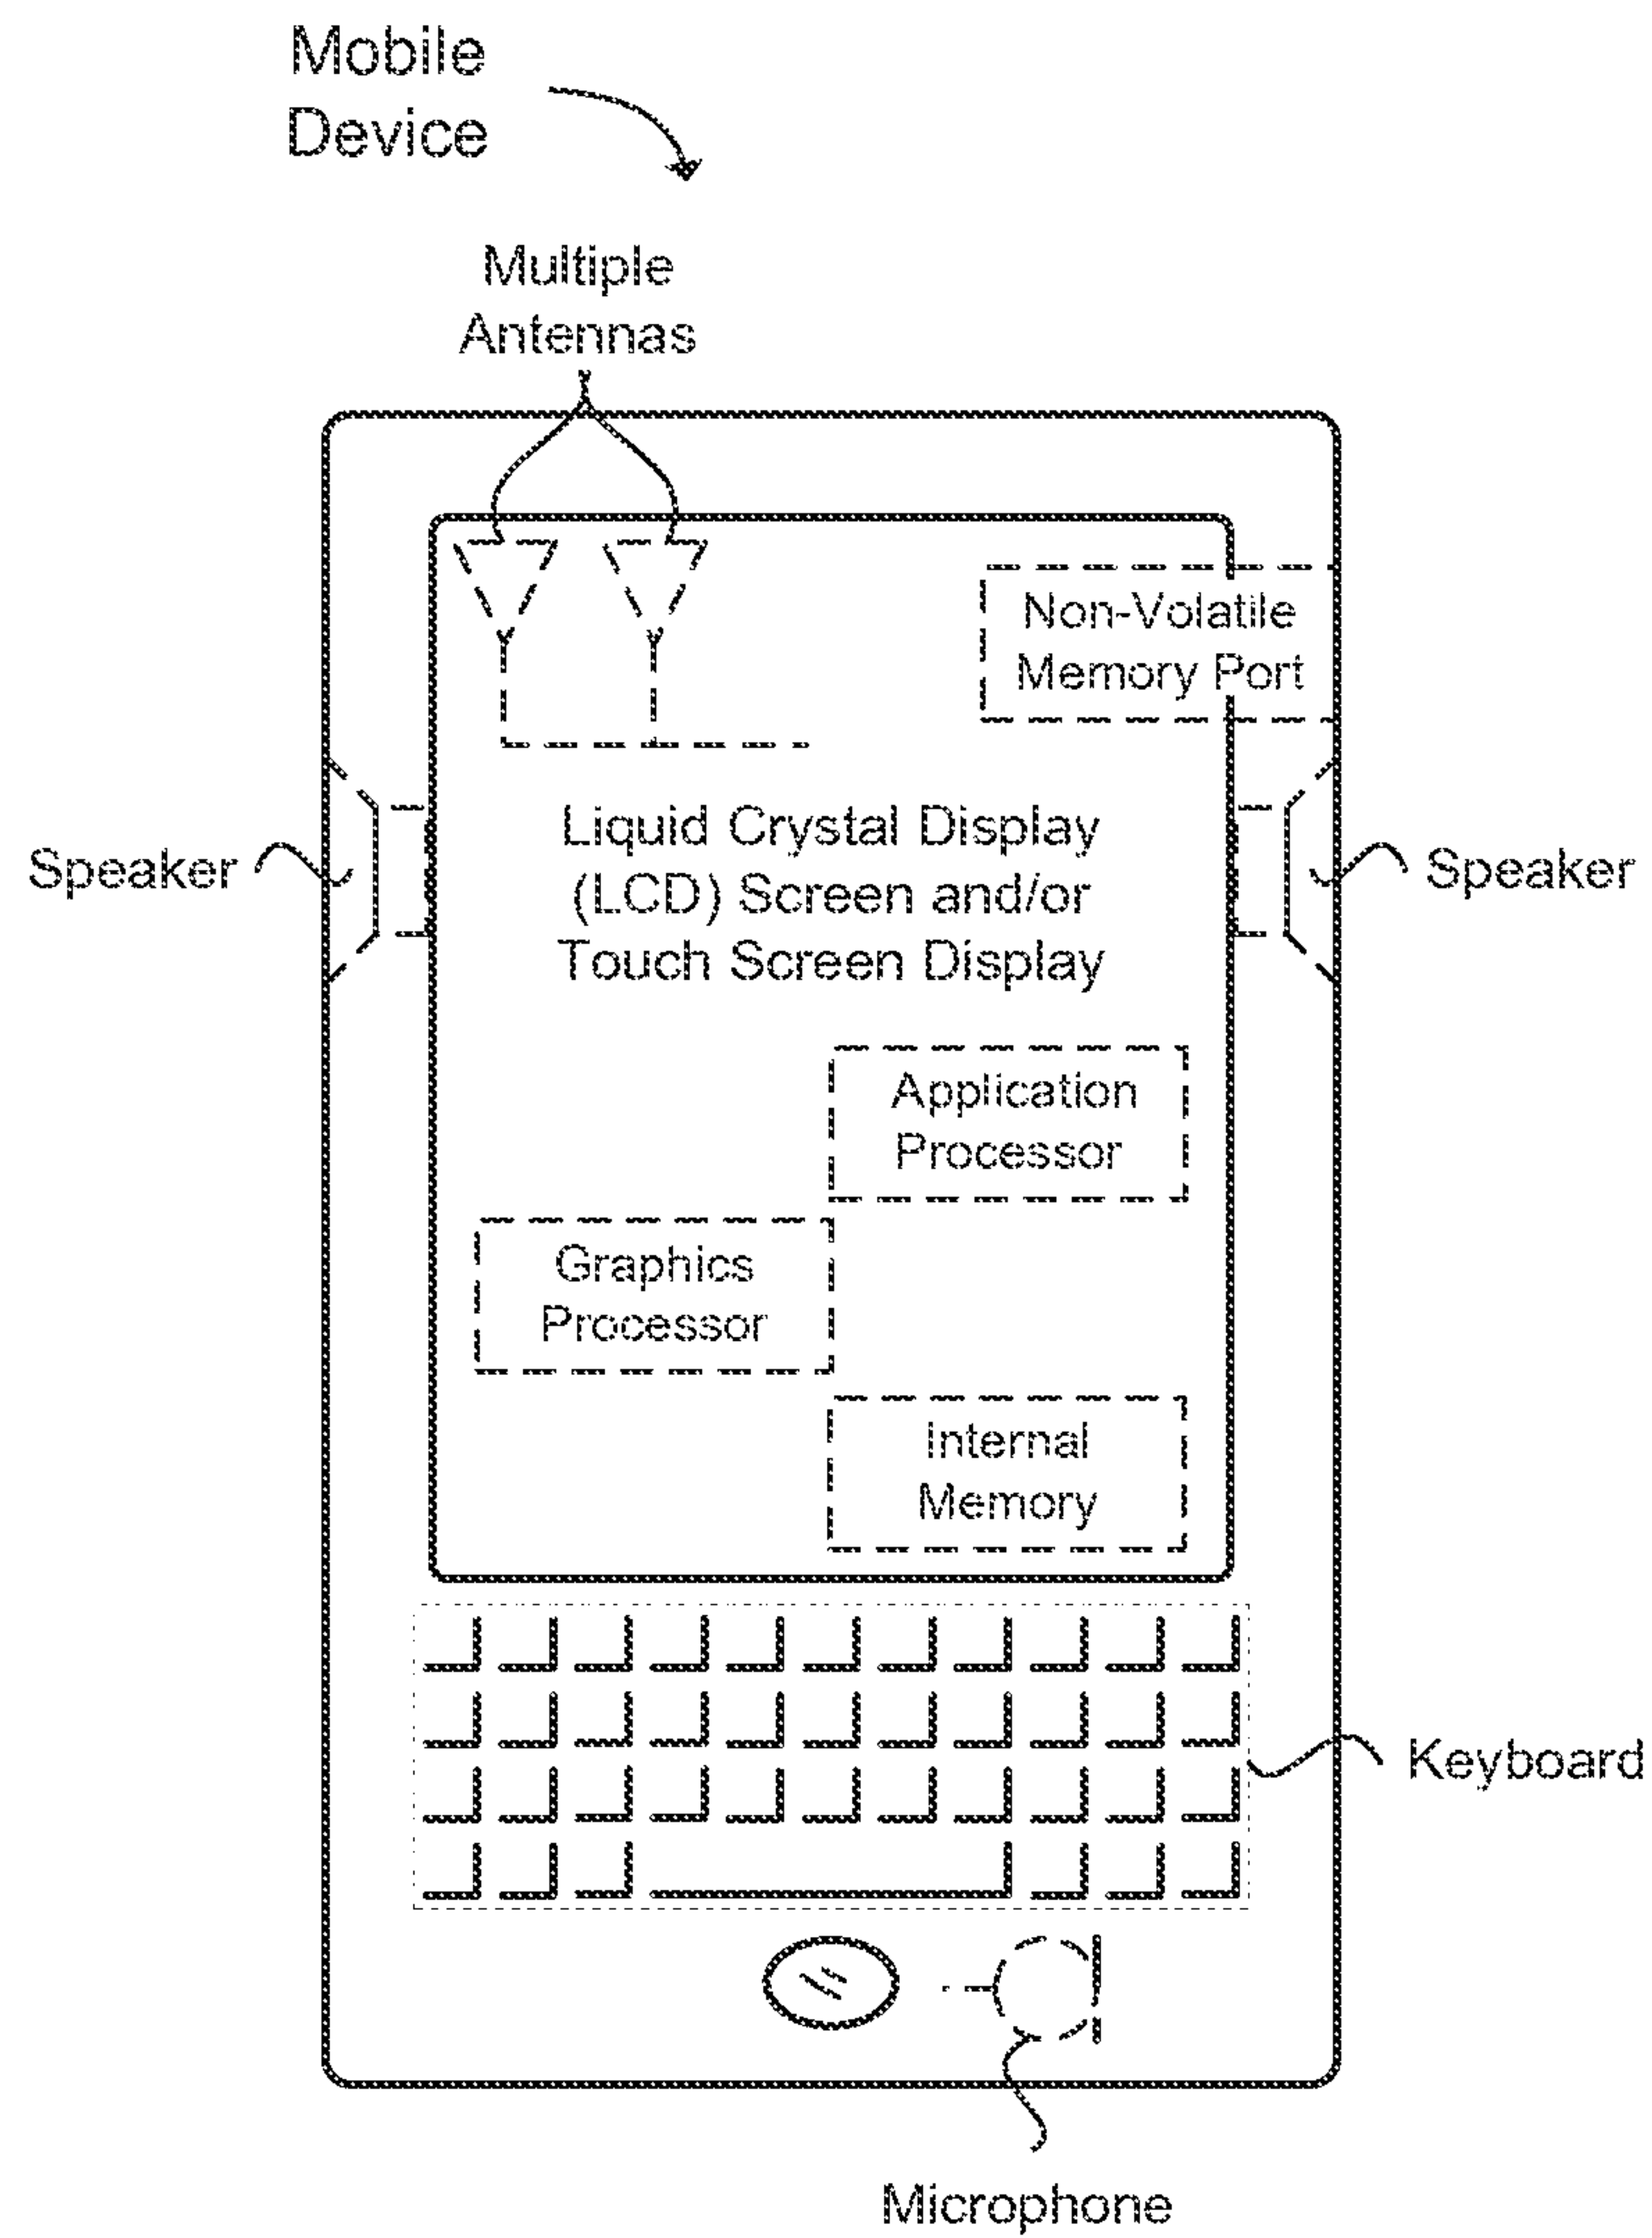 Mobile
Device
Multiple
Antennas
Non-Volatile
Memory Port
Liquid Crystal Display
(LCD) Screen and/or
Touch Screen Display
Speaker
Speaker
Application
Processor
Graphics
Processor
Internal
Memory
Keyboard
Microphone